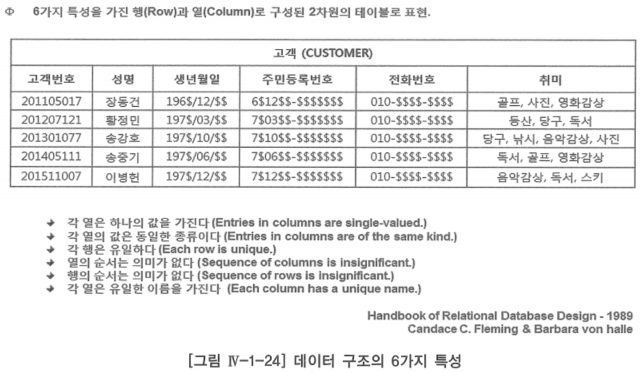 Φ 6가지 특성을 가진 행(Row)과 열(Column)로 구성된 2차원의 테이블로 표현.
고객 (CUSTOMER)
고객번호 성명 생년월일 주민등록번호 전화번호 취미
201105017 장동건 196$/12/$$ 6$12$$-$$$$$$$ 010-$$$$-$$$$ 골프, 사진, 영화감상
201207121 황정민 197$/03/$$ 7$03$$-$$$$$$$ 010-$$$$-$$$$ 등산, 당구, 독서
201301077 송강호 197$/10/$$ 7$10$$-$$$$$$$ 010-$$$$-$$$$ 당구, 낚시, 음악감상, 사진
201405111 송중기 197$/06/$$ 7$06$$-$$$$$$$ 010-$$$$-$$$$ 독서, 골프, 영화감상
201511007 이병헌 197$/12/$$ 7$12$$-$$$$$$$ 010-$$$$-$$$$ 음악감상, 독서, 스키
➔ 각 열은 하나의 값을 가진다 (Entries in columns are single-valued.)
➔ 각 열의 값은 동일한 종류이다 (Entries in columns are of the same kind.)
➔ 각 행은 유일하다 (Each row is unique.)
➔ 열의 순서는 의미가 없다 (Sequence of columns is insignificant.)
➔ 행의 순서는 의미가 없다 (Sequence of rows is insignificant.)
➔ 각 열은 유일한 이름을 가진다 (Each column has a unique name.)
Handbook of Relational Database Design - 1989
Candace C. Fleming & Barbara von halle
[그림 Ⅳ-1-24] 데이터 구조의 6가지 특성